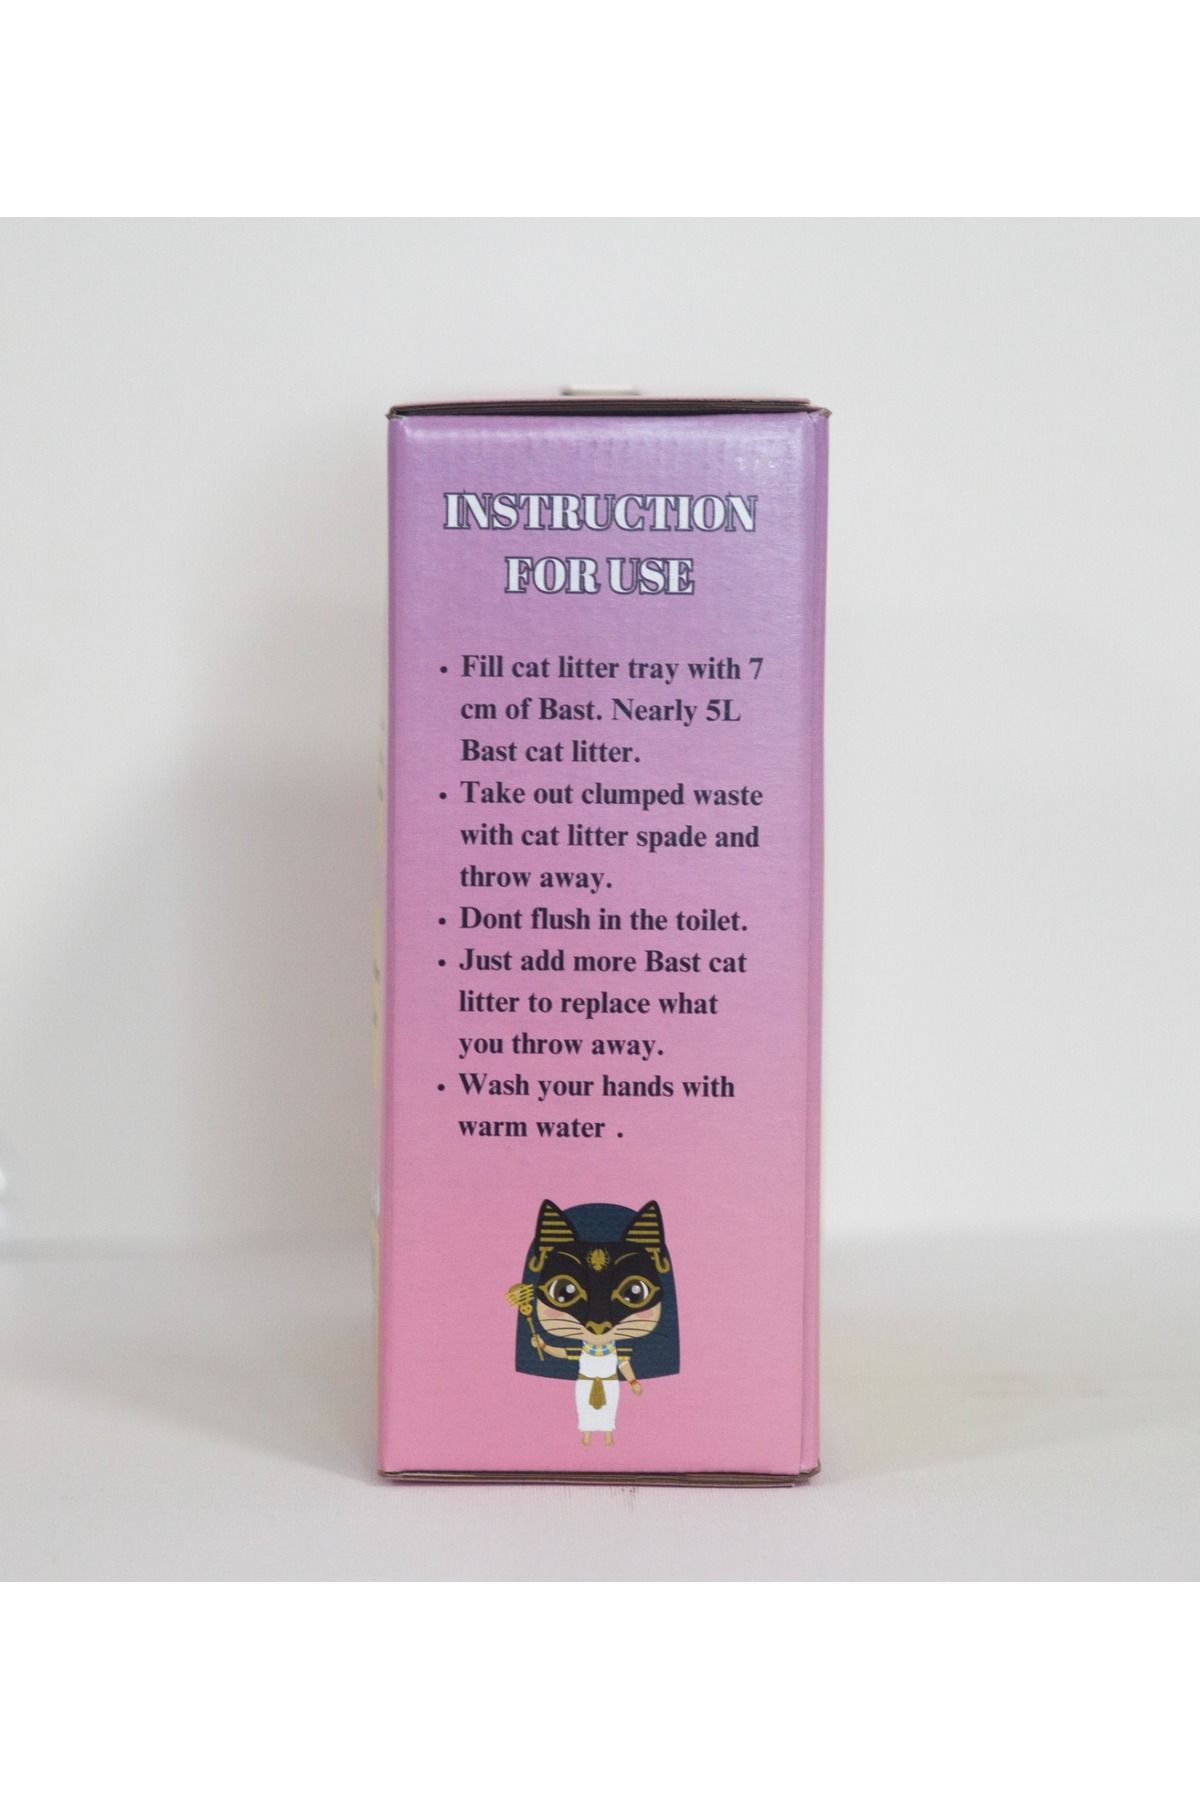 INSTRUCTION
FOR USE
• Fill cat litter tray with 7
cm of Bast. Nearly 5L
Bast cat litter.
• Take out clumped waste
with cat litter spade and
throw away.
• Dont flush in the toilet.
• Just add more Bast cat
litter to replace what
you throw away.
• Wash your hands with
warm water .